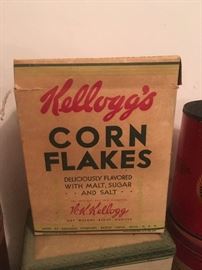 Kellogg's
CORN
FLAKES
DELICIOUSLY FLAVORED
WITH MALT, SUGAR
AND SALT
W.K.Kellogg